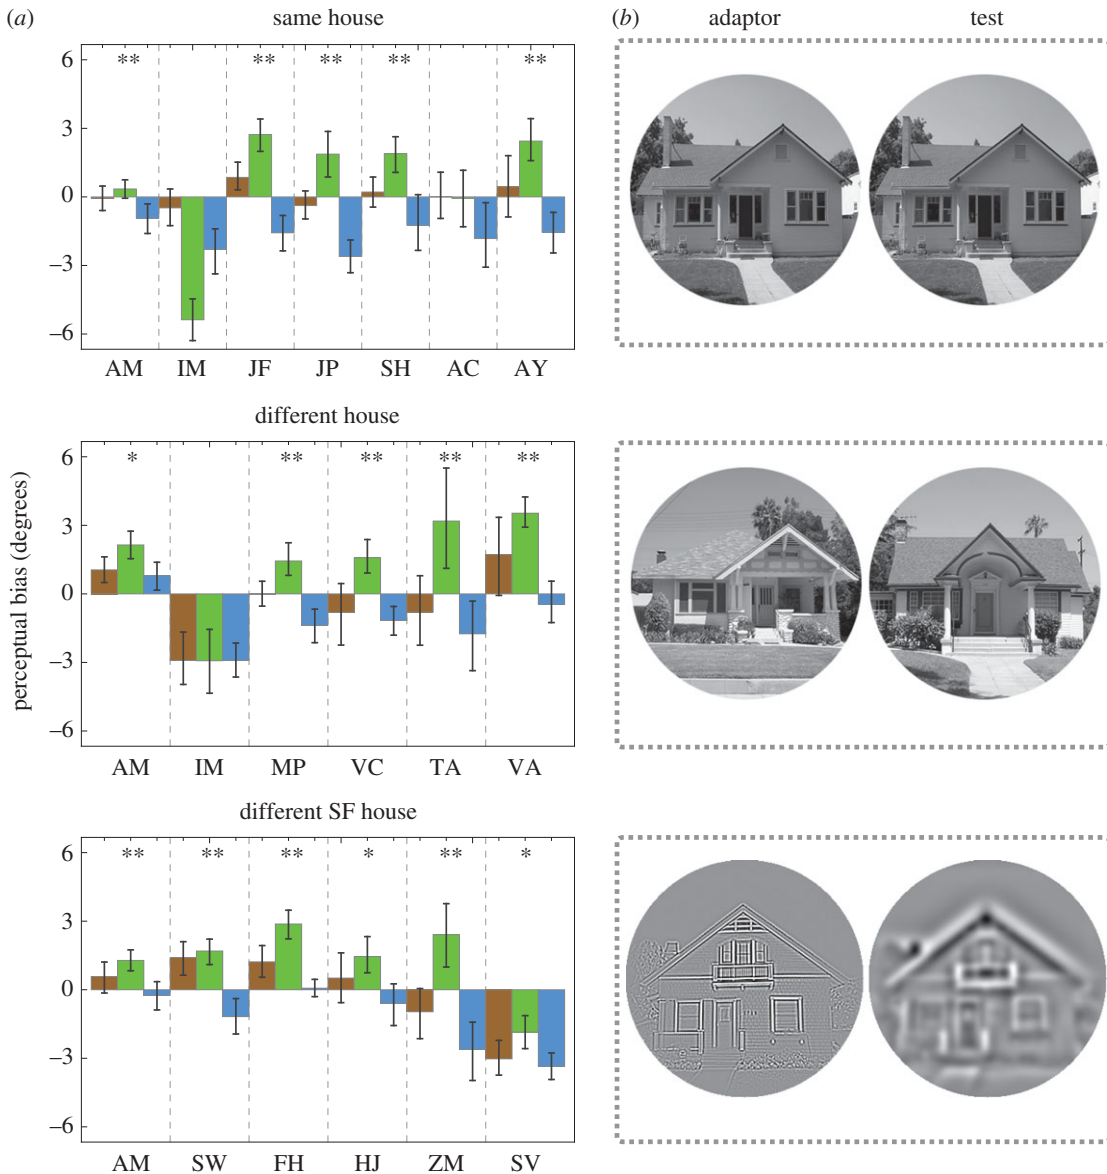 (a)
same house
6
3
0
–3
–6
** ** ** ** **
AM IM JF JP SH AC AY
different house
6
3
0
–3
–6
* ** ** ** **
AM IM MP VC TA VA
perceptual bias (degrees)
different SF house
6
3
0
–3
–6
** ** ** * ** *
AM SW FH HJ ZM SV
(b)
adaptor test